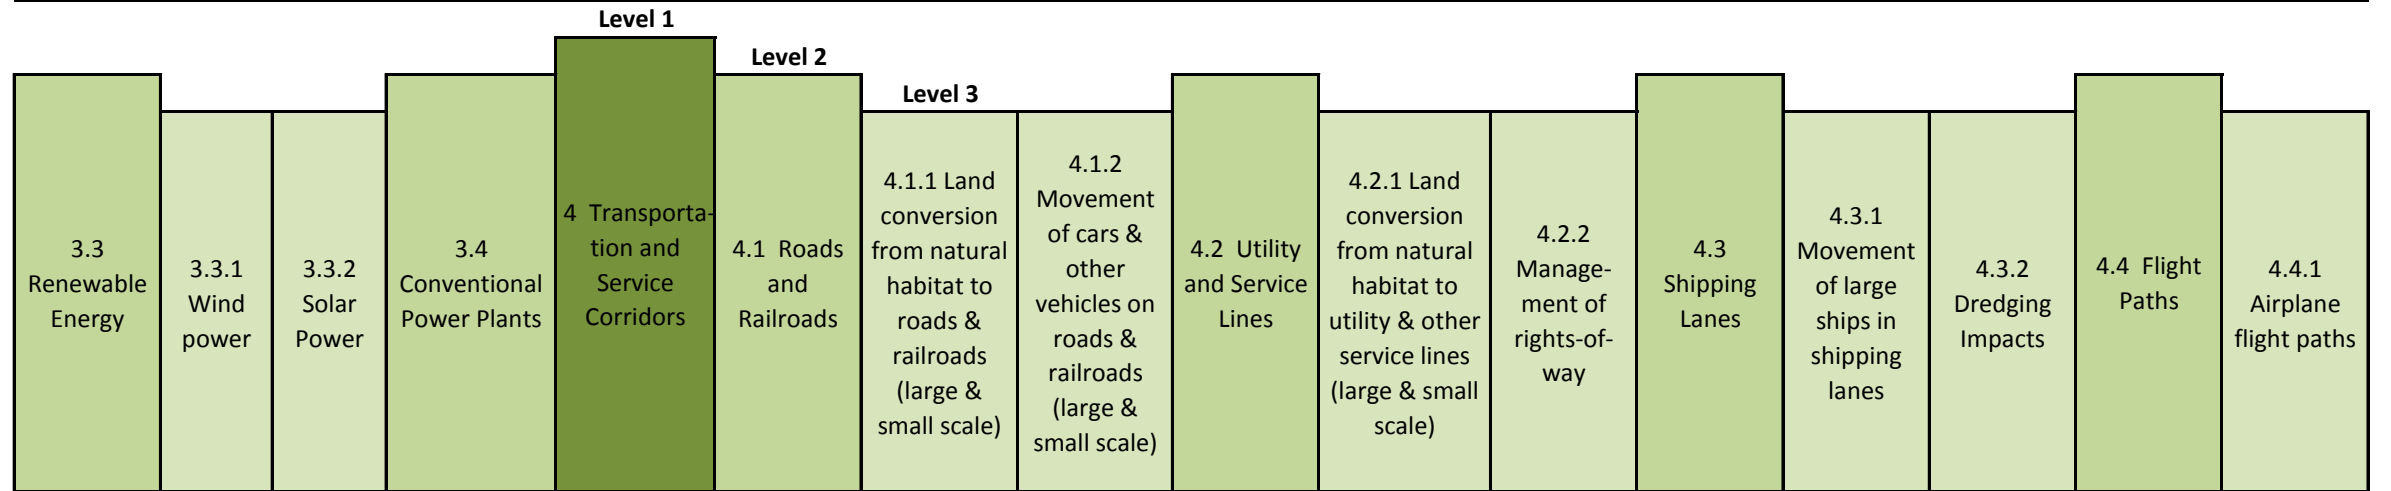 Level 1
Level 2
Level 3
3.3
Renewable
Energy
3.3.1
Wind
power
3.3.2
Solar
Power
3.4
Conventional
Power Plants
4 Transporta-
tion and
Service
Corridors
4.1 Roads
and
Railroads
4.1.1 Land
conversion
from natural
habitat to
roads &
railroads
(large &
small scale)
4.1.2
Movement
of cars &
other
vehicles on
roads &
railroads
(large &
small scale)
4.2 Utility
and Service
Lines
4.2.1 Land
conversion
from natural
habitat to
utility & other
service lines
(large & small
scale)
4.2.2
Manage-
ment of
rights-of-
way
4.3
Shipping
Lanes
4.3.1
Movement
of large
ships in
shipping
lanes
4.3.2
Dredging
Impacts
4.4 Flight
Paths
4.4.1
Airplane
flight paths